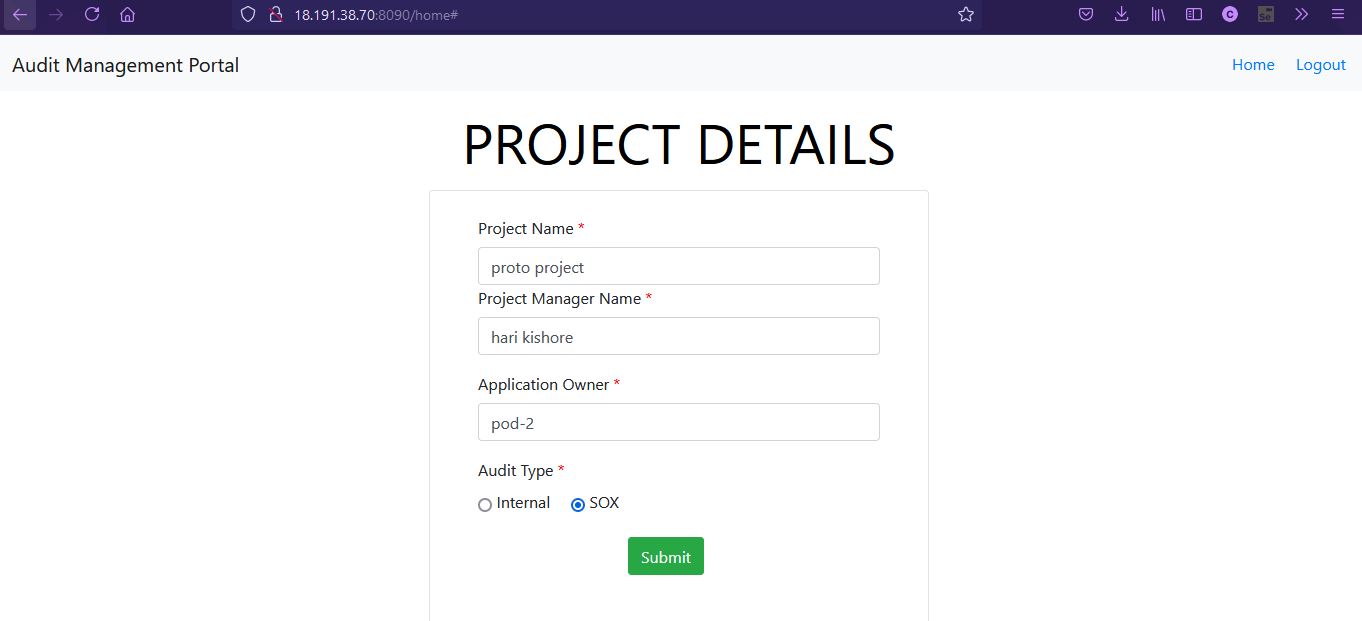 18.191.38.70:8090/home#
Audit Management Portal
Home Logout
PROJECT DETAILS
Project Name *
proto project
Project Manager Name *
hari kishore
Application Owner *
pod-2
Audit Type *
Internal SOX
Submit